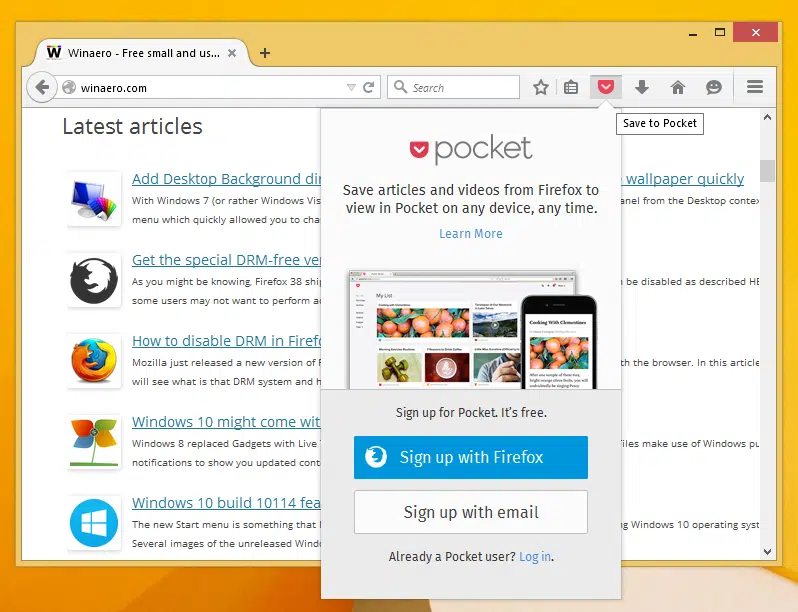 W Winaero - Free small and us...
winaero.com
Search
Save to Pocket
Latest articles
Add Desktop Background di
wallpaper quickly
With Windows 7 (or rather Windows Vis
anel from the Desktop contex
menu which quickly allowed you to cha
Get the special DRM-free ve
As you might be knowing, Firefox 38 shi
n be disabled as described HE
some users may not want to perform ac
How to disable DRM in Firef
Mozilla just released a new version of F
th the browser. In this article
will see what is that DRM system and h
Windows 10 might come wit
Windows 8 replaced Gadgets with Live
iles make use of Windows pu
notifications to show you updated cont
Windows 10 build 10114 fea
The new Start menu is something that
ng Windows 10 operating syst
Several images of the unreleased Windo
pocket
Save articles and videos from Firefox to
view in Pocket on any device, any time.
Learn More
My List
Cooking With Clementines
Sign up for Pocket. It's free.
Sign up with Firefox
Sign up with email
Already a Pocket user? Log in.